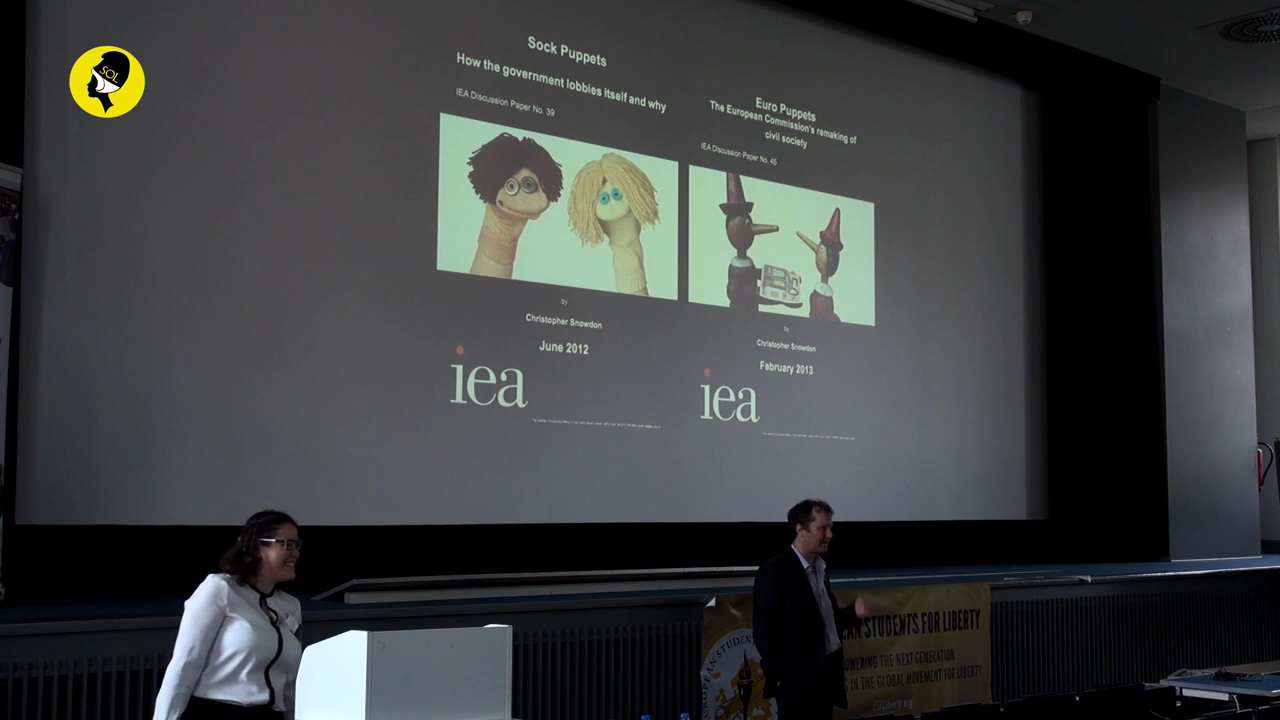 SOL
Sock Puppets
How the government lobbies itself and why
IEA Discussion Paper No. 39
by
Christopher Snowdon
June 2012
iea
Euro Puppets
The European Commission's remaking of
civil society
IEA Discussion Paper No. 45
by
Christopher Snowdon
February 2013
iea
EAN STUDENTS FOR LIBERTY
OWERING THE NEXT GENERATION
S IN THE GLOBAL MOVEMENT FOR LIBERTY